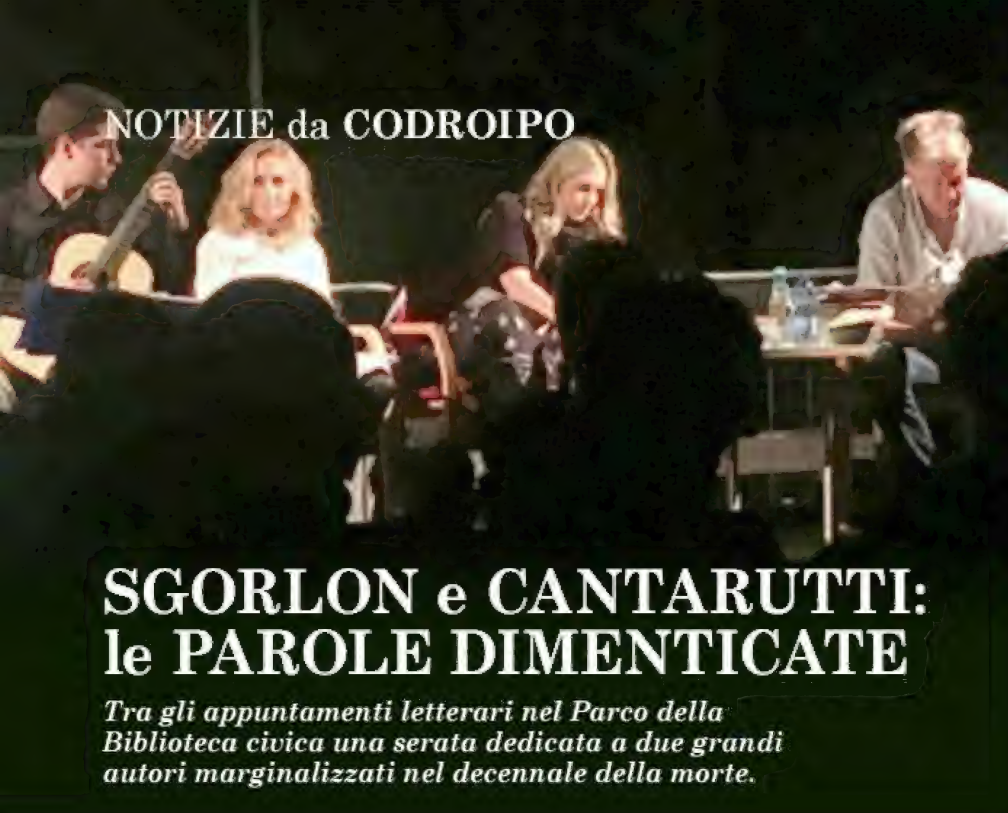 NOTIZIE da CODROIPO
SGORLON e CANTARUTTI:
le PAROLE DIMENTICATE
Tra gli appuntamenti letterari nel Parco della
Biblioteca civica una serata dedicata a due grandi
autori marginalizzati nel decennale della morte.